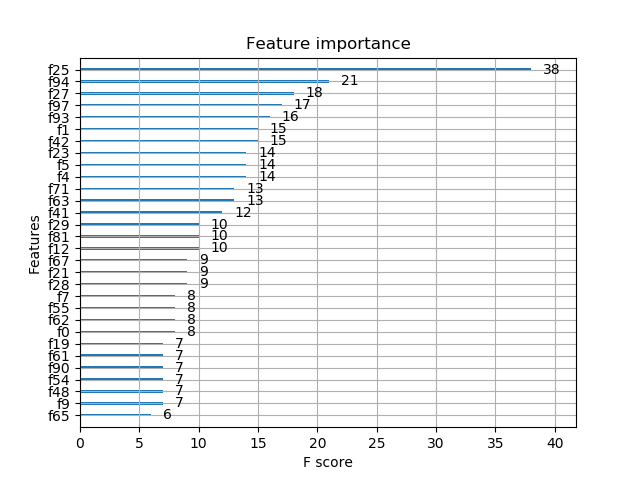 Feature importance
Features
f25 38
f94 21
f27 18
f97 17
f93 16
f1 15
f42 15
f23 14
f5 14
f4 14
f71 13
f63 13
f41 12
f29 10
f81 10
f12 10
f67 9
f21 9
f28 9
f7 8
f55 8
f62 8
f0 8
f19 7
f61 7
f90 7
f54 7
f48 7
f9 7
f65 6
0 5 10 15 20 25 30 35 40
F score